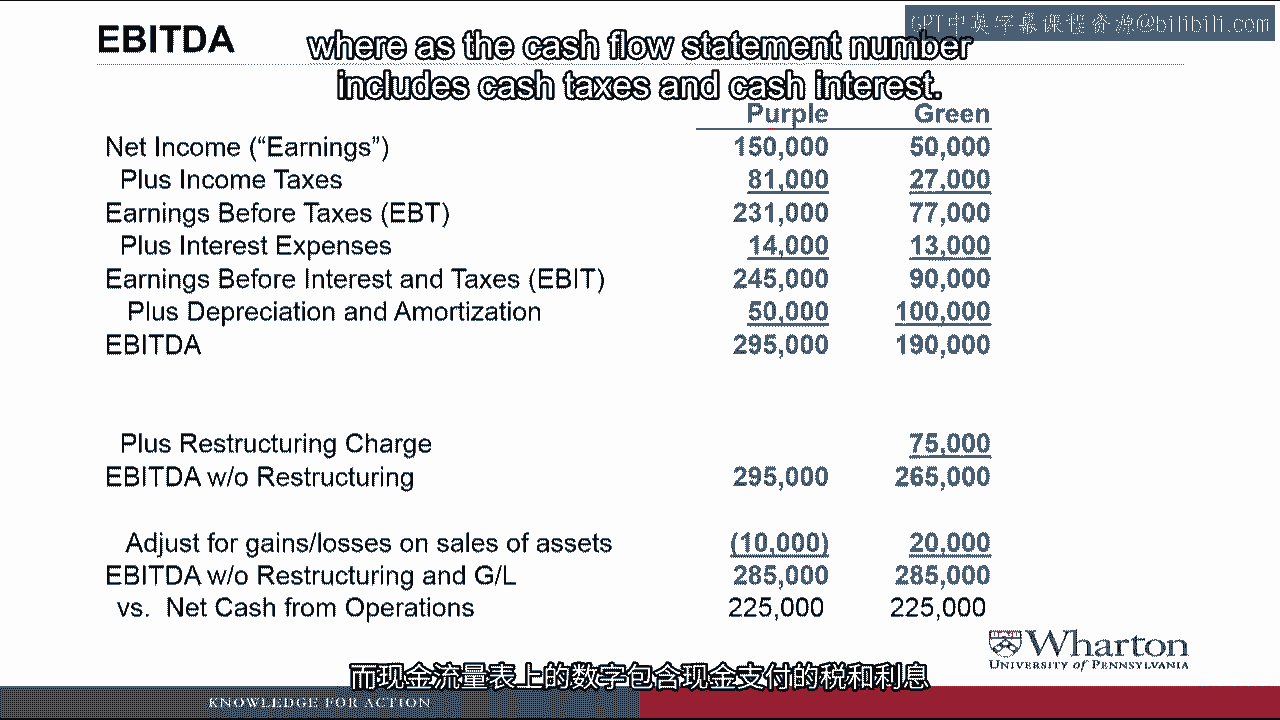 GPT中英字幕课程资源@bilibili.com
EBITDA
where as the cash flow statement number
includes cash taxes and cash interest.
Purple Green
Net Income (“Earnings”) 150,000 50,000
Plus Income Taxes 81,000 27,000
Earnings Before Taxes (EBT) 231,000 77,000
Plus Interest Expenses 14,000 13,000
Earnings Before Interest and Taxes (EBIT) 245,000 90,000
Plus Depreciation and Amortization 50,000 100,000
EBITDA 295,000 190,000
Plus Restructuring Charge 75,000
EBITDA w/o Restructuring 295,000 265,000
Adjust for gains/losses on sales of assets (10,000) 20,000
EBITDA w/o Restructuring and G/L 285,000 285,000
vs. Net Cash from Operations 225,000 225,000
Wharton
UNIVERSITY of PENNSYLVANIA
而现金流量表上的数字包含现金支付的税和利息
KNOWLEDGE FOR ACTION